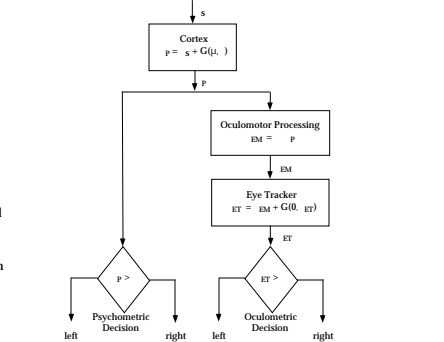 s
Cortex
P = s + G(μ, )
P
Oculomotor Processing
EM = P
EM
Eye Tracker
ET = EM + G(0, ET)
ET
P >
ET >
Psychometric
Decision
Oculometric
Decision
left
right
left
right
l
n